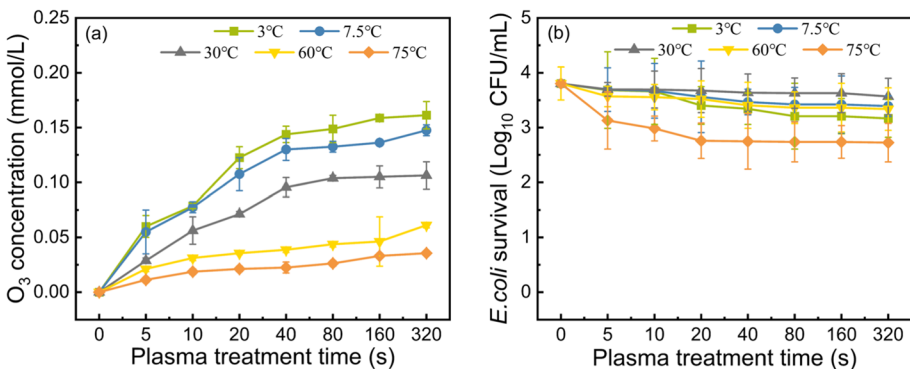 (a)
3℃
7.5℃
30℃
60℃
75℃
O₃ concentration (mmol/L)
0.25
0.20
0.15
0.10
0.05
0.00
0 5 10 20 40 80 160 320
Plasma treatment time (s)
(b)
3℃
7.5℃
30℃
60℃
75℃
E.coli survival (Log₁₀ CFU/mL)
5
4
3
2
1
0
0 5 10 20 40 80 160 320
Plasma treatment time (s)